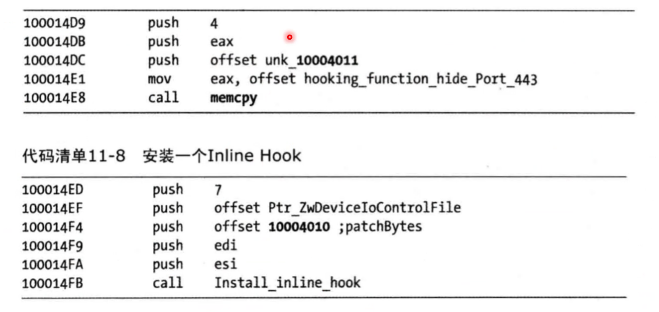 100014D9 push 4
100014DB push eax
100014DC push offset unk_10004011
100014E1 mov eax, offset hooking_function_hide_Port_443
100014E8 call memcpy
代码清单11-8 安装一个Inline Hook
100014ED push 7
100014EF push offset Ptr_ZwDeviceIoControlFile
100014F4 push offset 10004010 ;patchBytes
100014F9 push edi
100014FA push esi
100014FB call Install_inline_hook